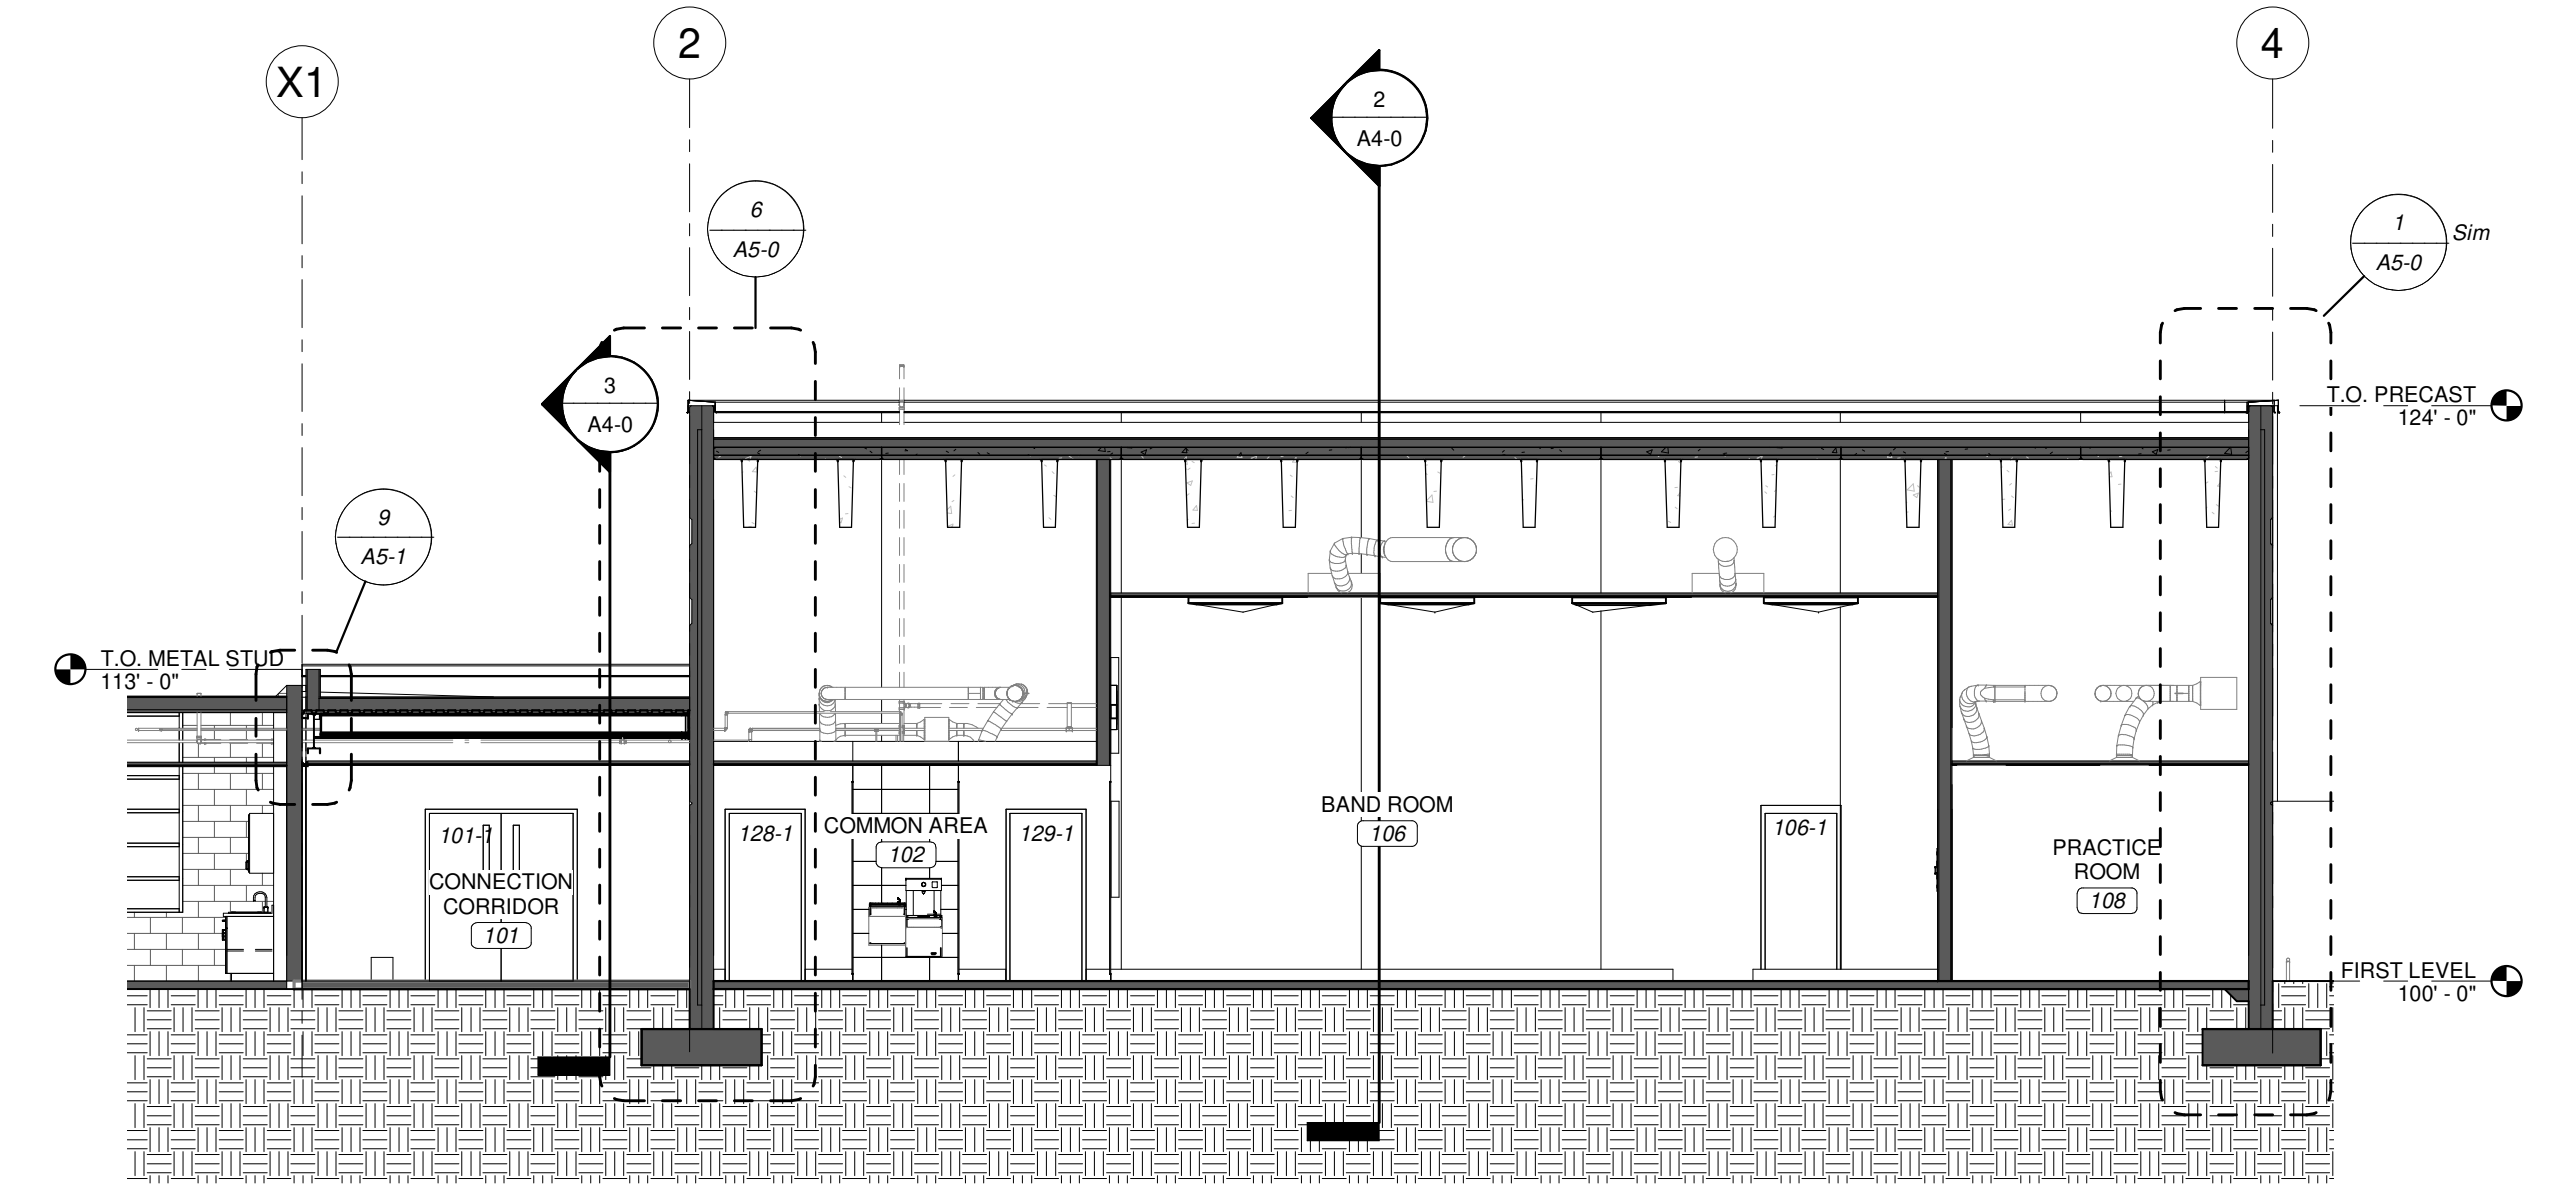 X1
2
4
2
A4-0
6
A5-0
1
A5-0
Sim
3
A4-0
T.O. PRECAST
124' - 0"
9
A5-1
T.O. METAL STUD
113' - 0"
101-1
CONNECTION
CORRIDOR
101
128-1
COMMON AREA
102
129-1
BAND ROOM
106
106-1
PRACTICE
ROOM
108
FIRST LEVEL
100' - 0"